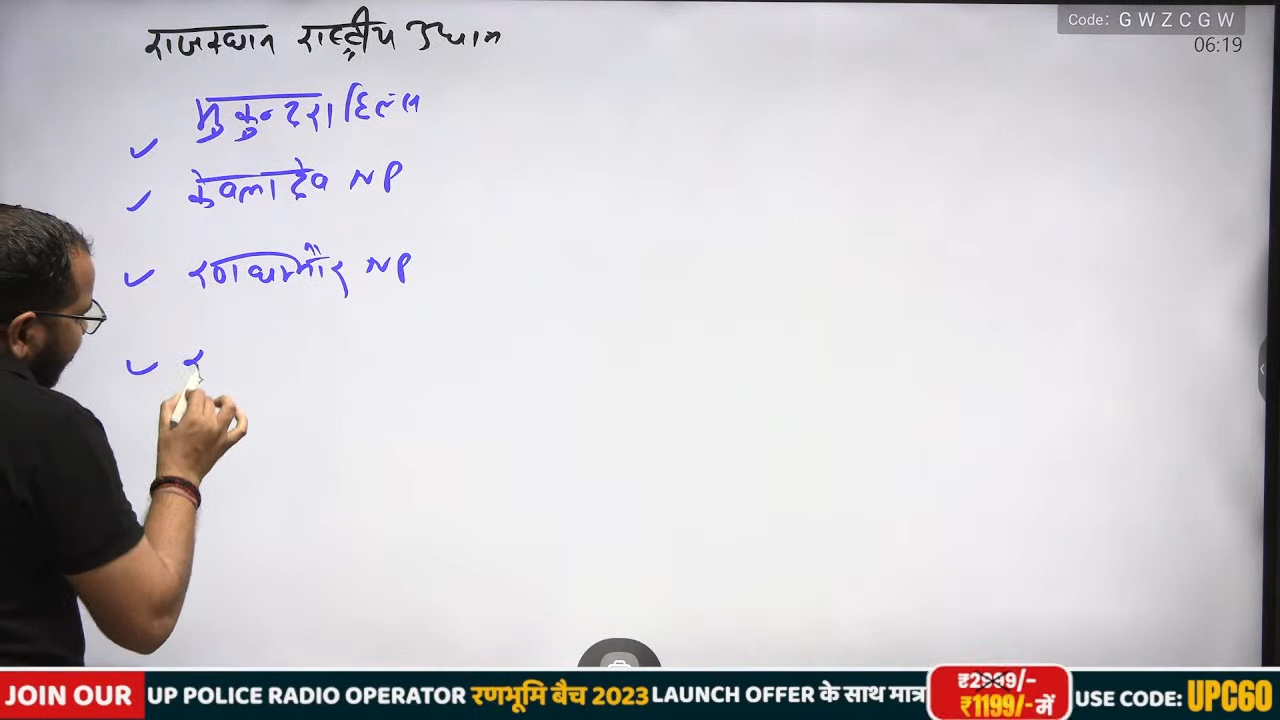 Code: G W Z C G W
06:19
राजस्थान राष्ट्रीय उद्यान
मुकुन्दरा हिल्स
केवलादेव NP
रणथम्भौर NP
स
JOIN OUR UP POLICE RADIO OPERATOR रणभूमि बैच 2023 LAUNCH OFFER के साथ मात्र ₹2999/- ₹1199/- में USE CODE: UPC60